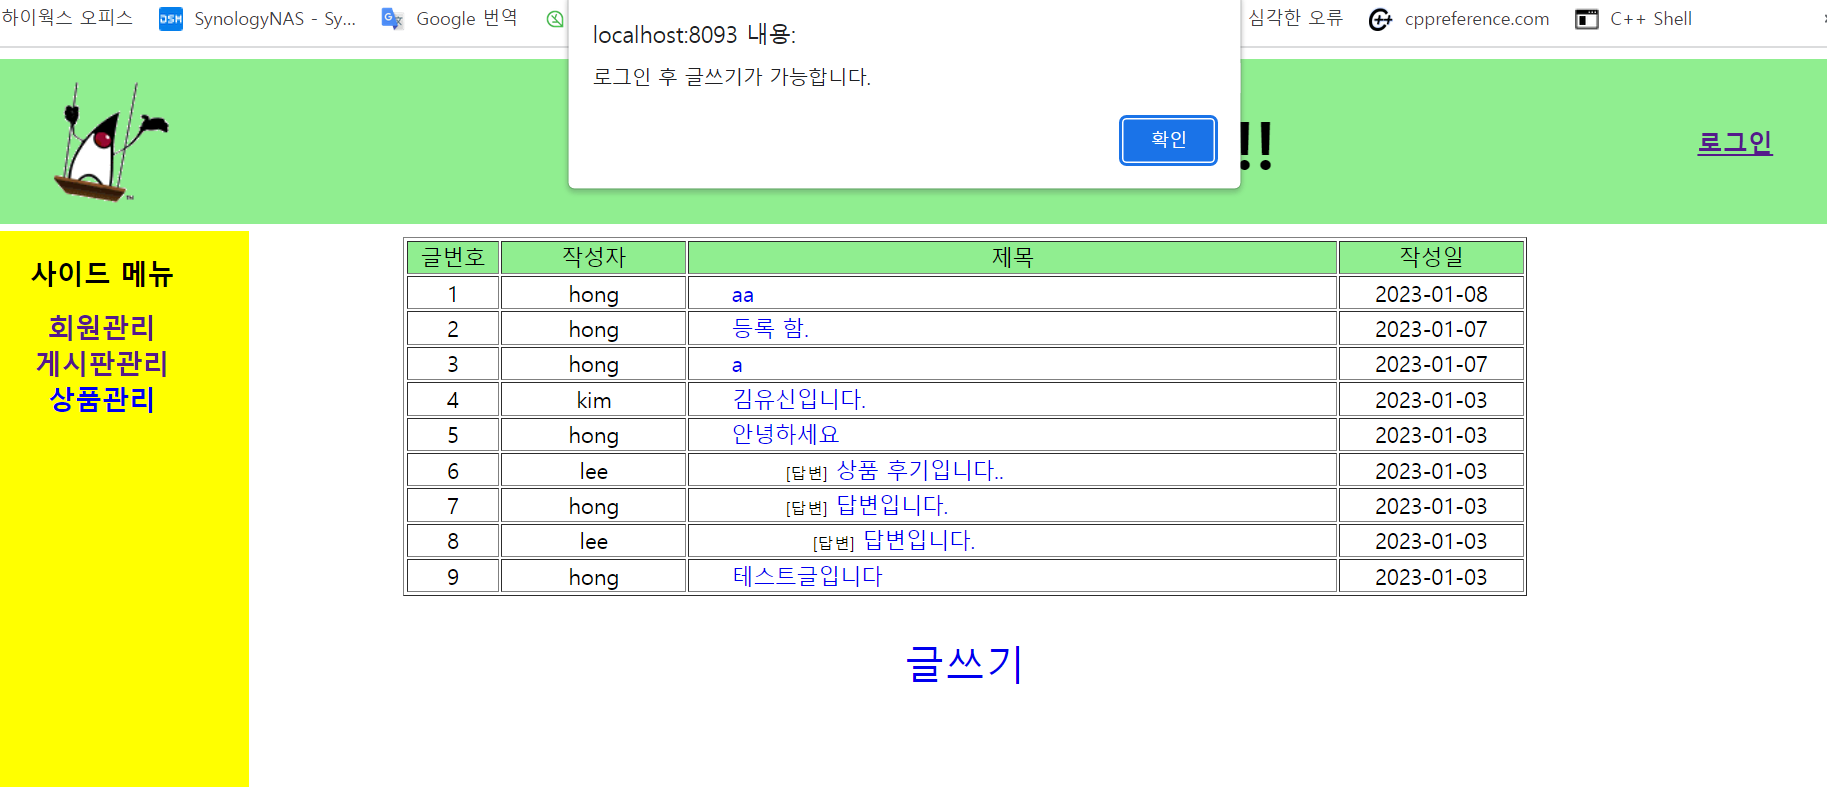 하이웍스 오피스 SynologyNAS - Sy... Google 번역 심각한 오류 cppreference.com C++ Shell
localhost:8093 내용:
로그인 후 글쓰기가 가능합니다.
확인
!!
로그인
사이드 메뉴
회원관리
게시판관리
상품관리
글번호 작성자 제목 작성일
1 hong aa 2023-01-08
2 hong 등록 함. 2023-01-07
3 hong a 2023-01-07
4 kim 김유신입니다. 2023-01-03
5 hong 안녕하세요 2023-01-03
6 lee [답변] 상품 후기입니다.. 2023-01-03
7 hong [답변] 답변입니다. 2023-01-03
8 lee [답변] 답변입니다. 2023-01-03
9 hong 테스트글입니다 2023-01-03
글쓰기